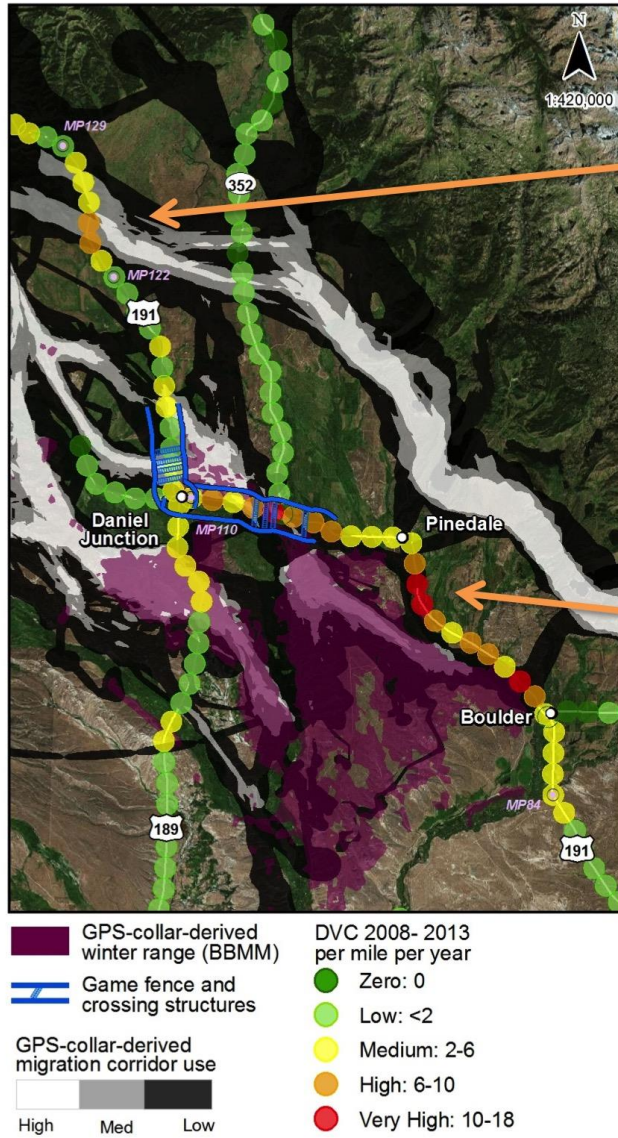 N
1:420,000
MP129
352
MP122
191
Daniel
Junction
MP110
Pinedale
Boulder
MP84
189
191
GPS-collar-derived
winter range (BBMM)
Game fence and
crossing structures
GPS-collar-derived
migration corridor use
High Med Low
DVC 2008- 2013
per mile per year
Zero: 0
Low: <2
Medium: 2-6
High: 6-10
Very High: 10-18